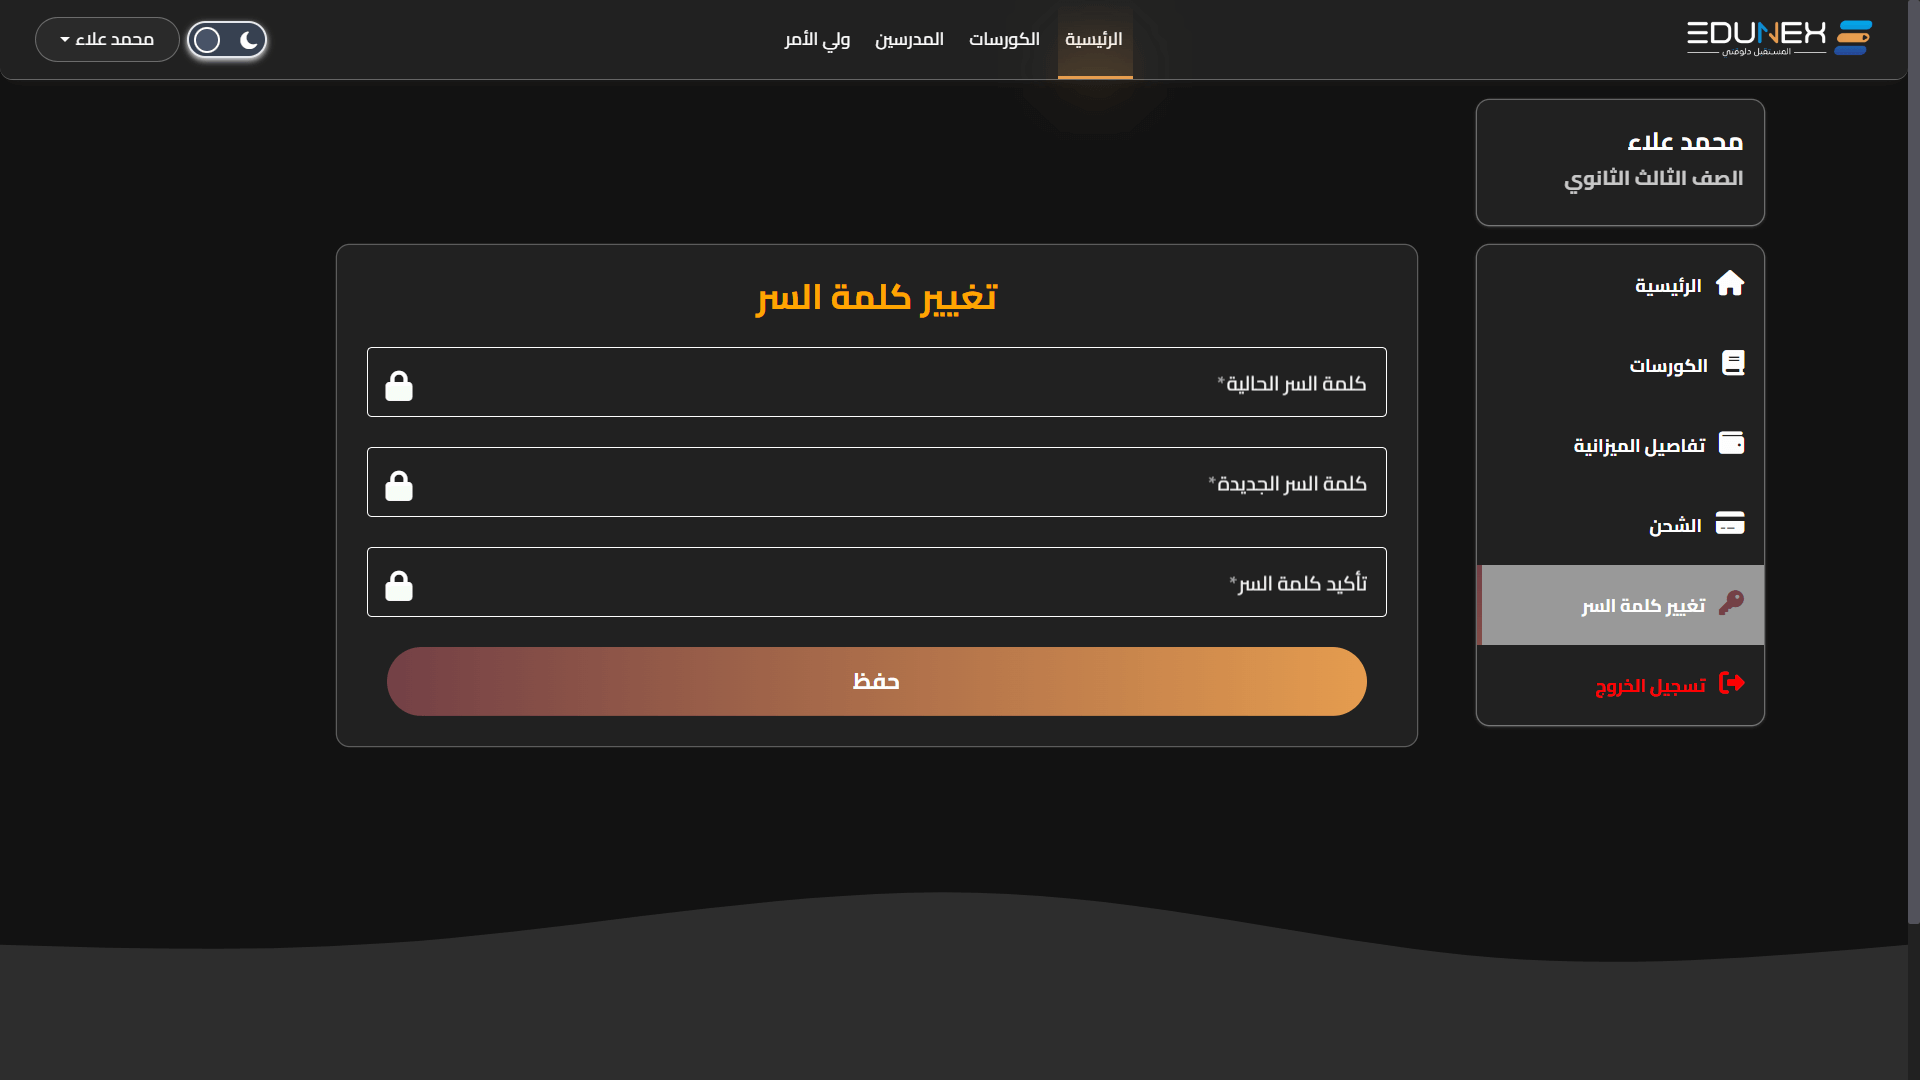 EDUNEX
المستقبل دلوقتي
الرئيسية
الكورسات
المدرسين
ولي الأمر
محمد علاء
محمد علاء
الصف الثالث الثانوي
الرئيسية
الكورسات
تفاصيل الميزانية
الشحن
تغيير كلمة السر
تسجيل الخروج
تغيير كلمة السر
كلمة السر الحالية*
كلمة السر الجديدة*
تأكيد كلمة السر*
حفظ